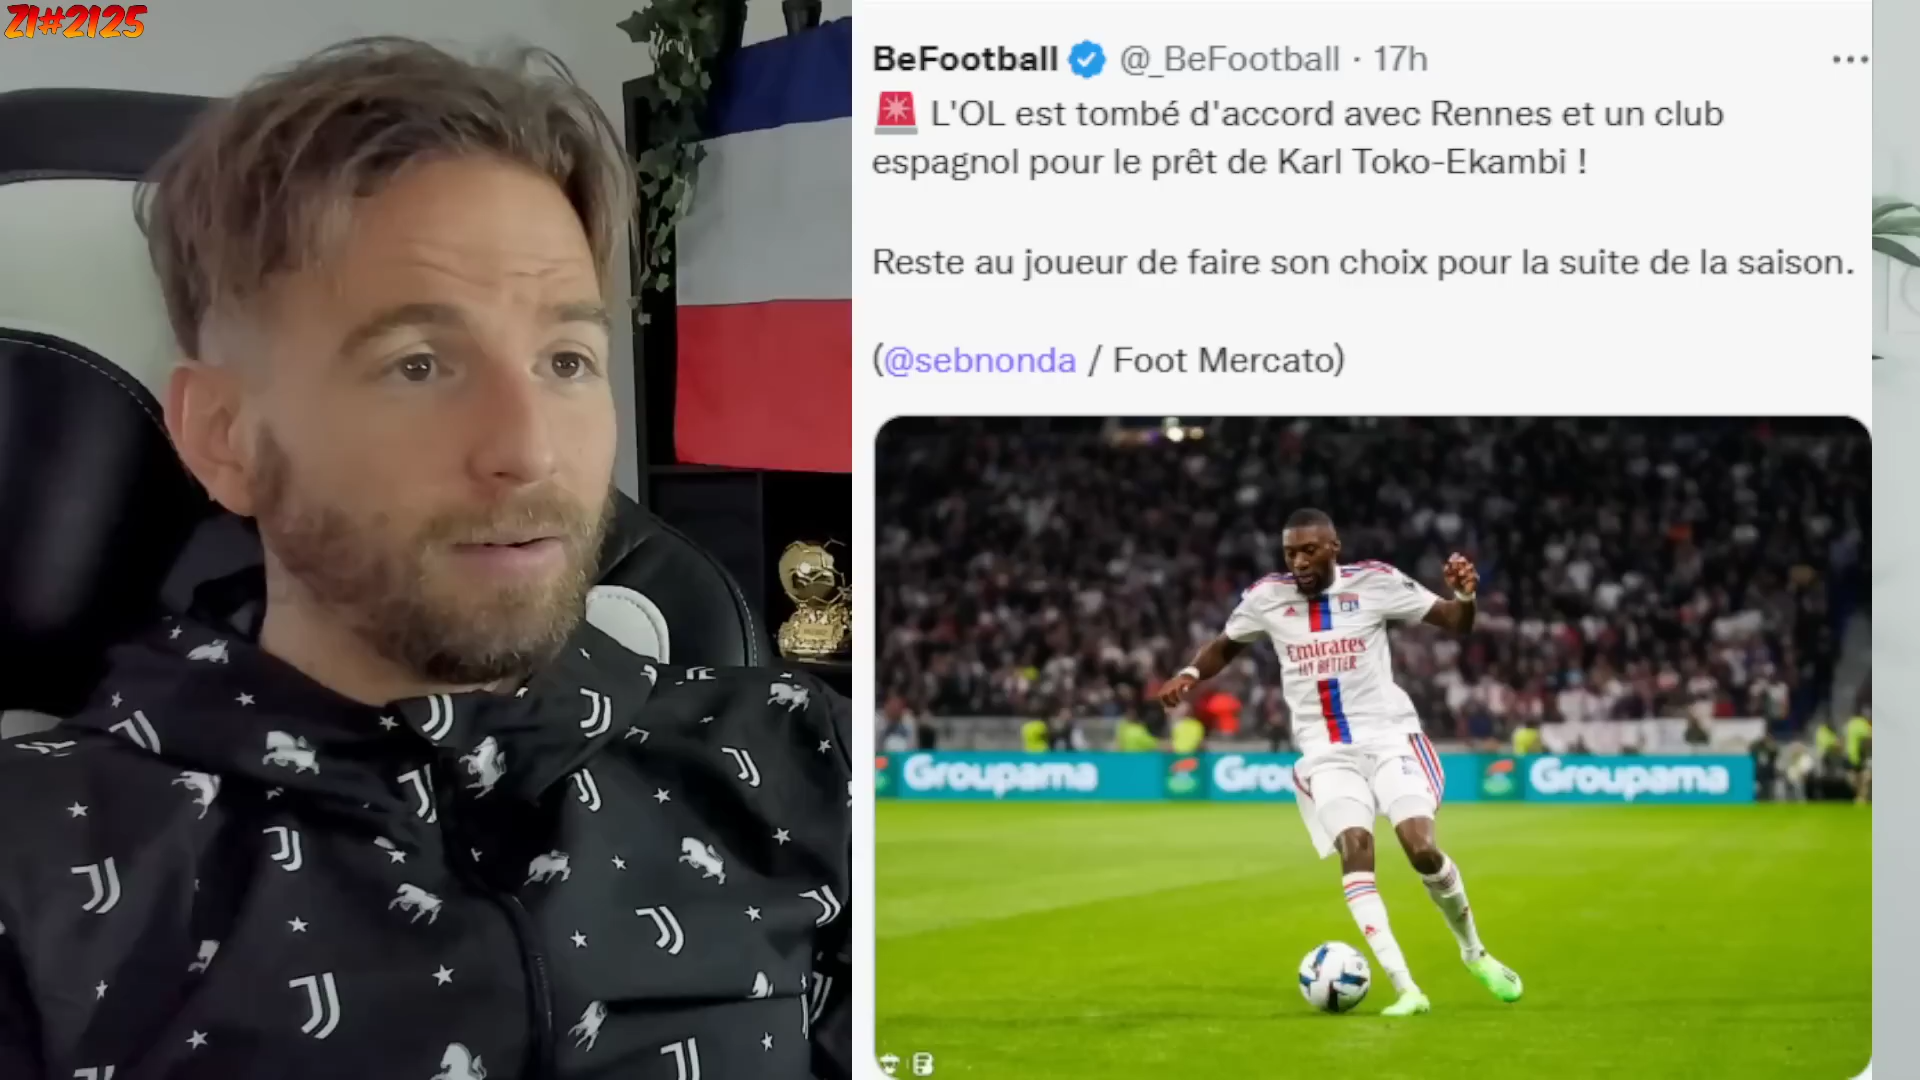 Z1#2125
BeFootball @_BeFootball · 17h
L'OL est tombé d'accord avec Rennes et un club
espagnol pour le prêt de Karl Toko-Ekambi !
Reste au joueur de faire son choix pour la suite de la saison.
(@sebnonda / Foot Mercato)
Emirates
FLY BETTER
Groupama
Grou
Groupama